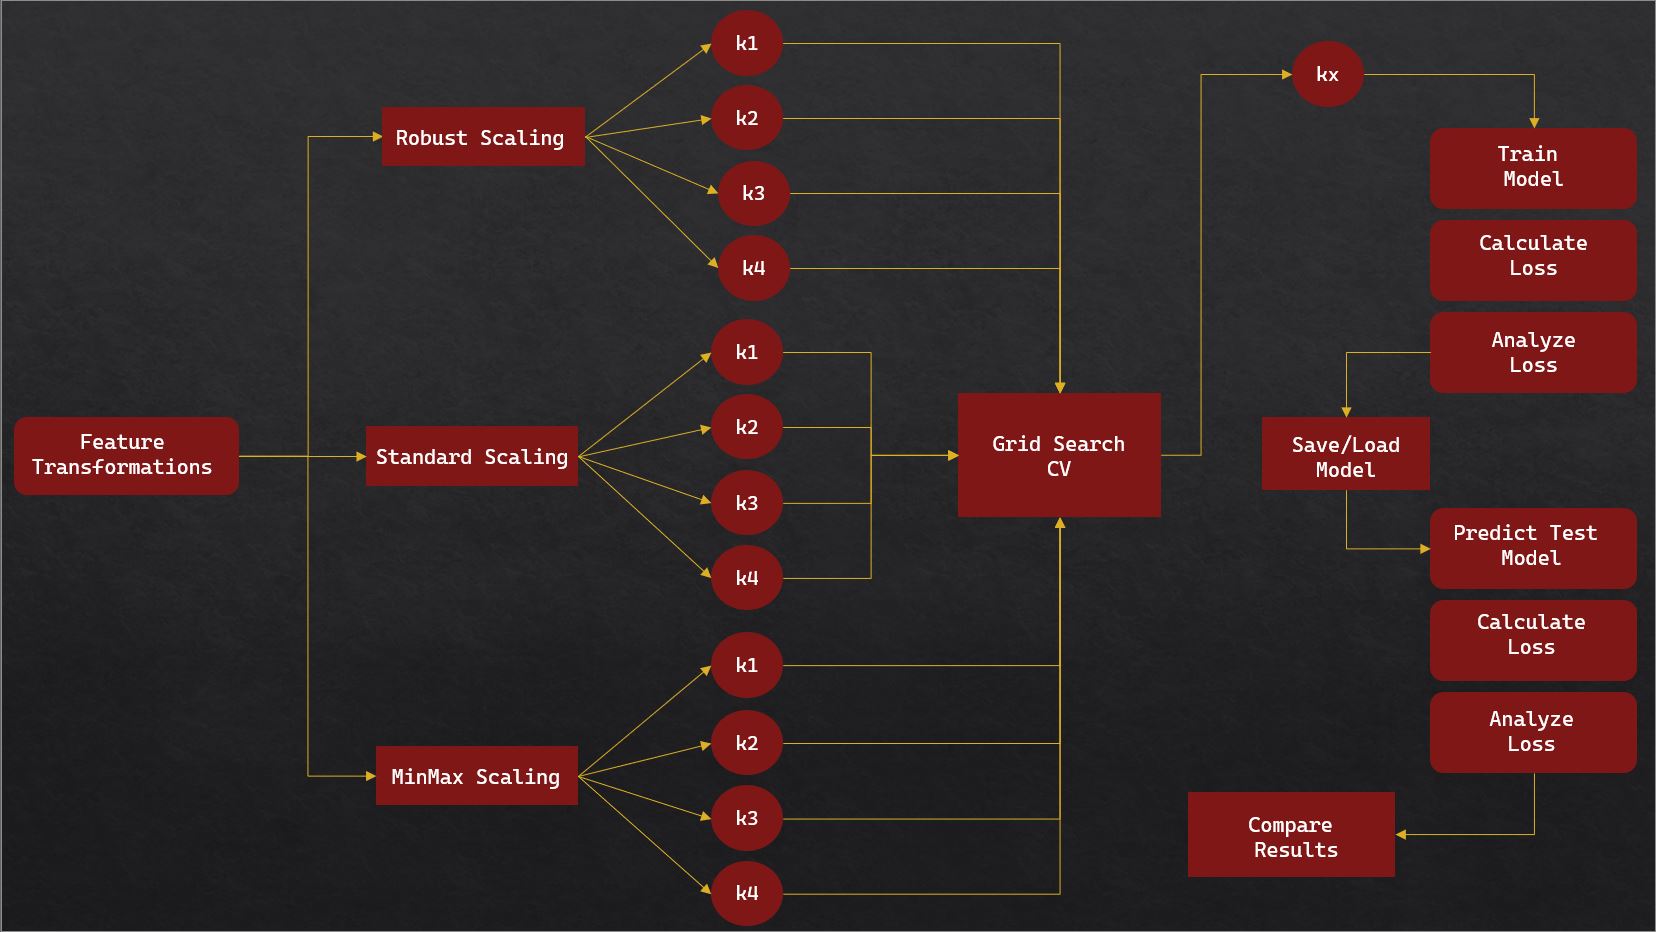 Feature
Transformations
Robust Scaling
k1
k2
k3
k4
Standard Scaling
k1
k2
k3
k4
MinMax Scaling
k1
k2
k3
k4
Grid Search
CV
kx
Train
Model
Calculate
Loss
Analyze
Loss
Save/Load
Model
Predict Test
Model
Calculate
Loss
Analyze
Loss
Compare
Results